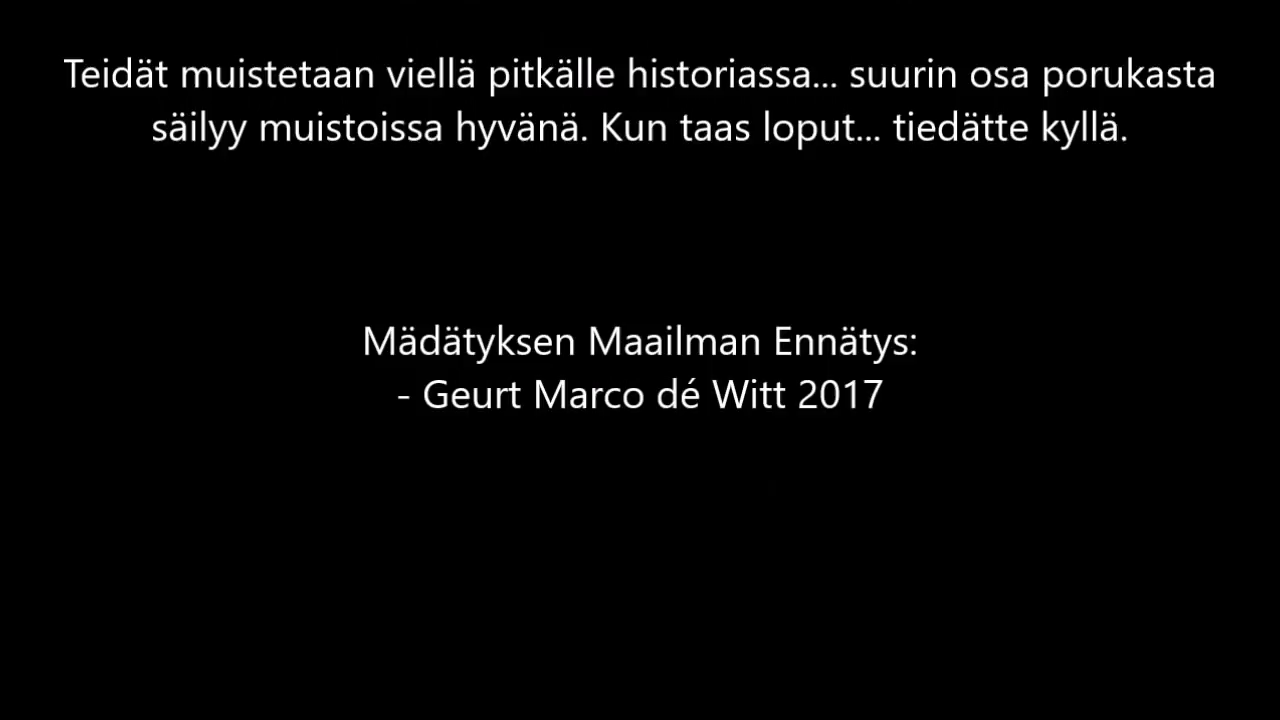 Teidät muistetaan viellä pitkälle historiassa... suurin osa porukasta
säilyy muistoissa hyvänä. Kun taas loput... tiedätte kyllä.
Mädätyksen Maailman Ennätys:
- Geurt Marco dé Witt 2017